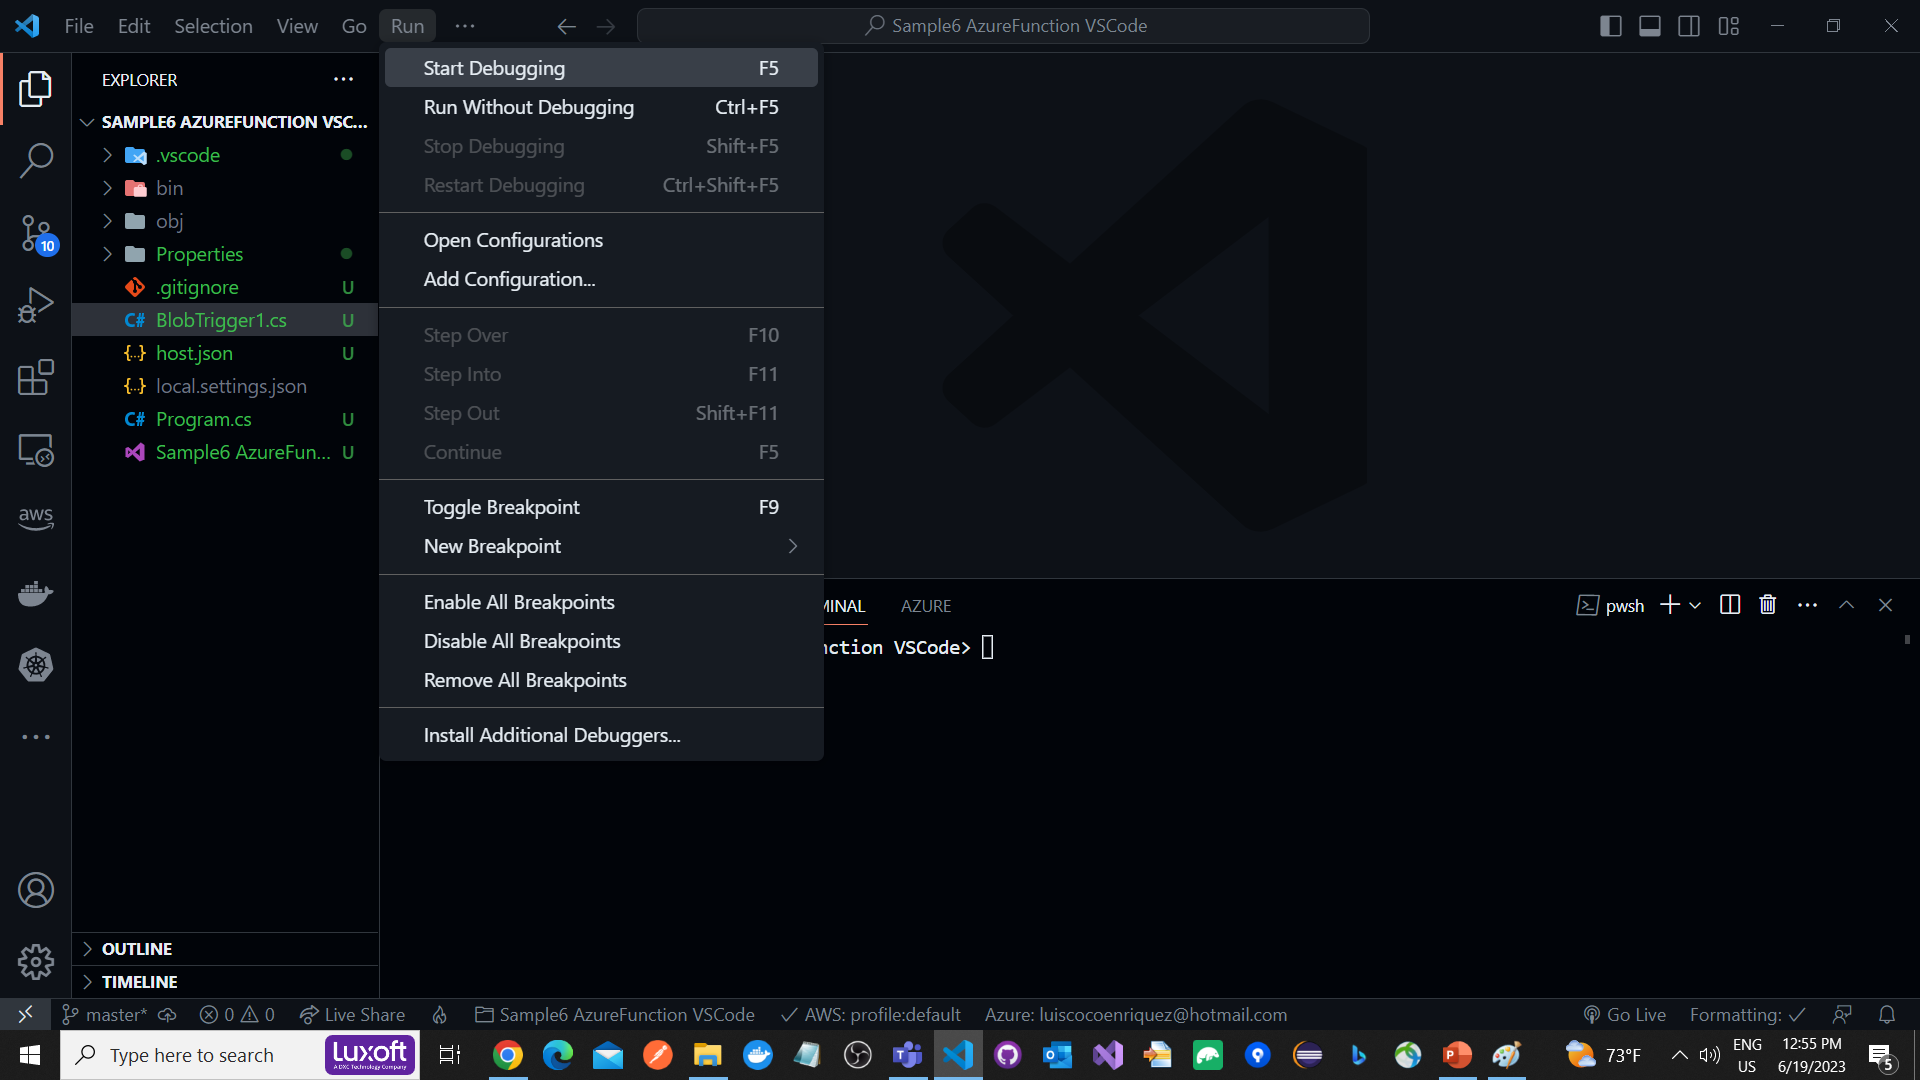 File Edit Selection View Go Run ...
Sample6 AzureFunction VSCode
Start Debugging F5
Run Without Debugging Ctrl+F5
Stop Debugging Shift+F5
Restart Debugging Ctrl+Shift+F5
Open Configurations
Add Configuration...
Step Over F10
Step Into F11
Step Out Shift+F11
Continue F5
Toggle Breakpoint F9
New Breakpoint
Enable All Breakpoints
Disable All Breakpoints
Remove All Breakpoints
Install Additional Debuggers...
EXPLORER ...
SAMPLE6 AZUREFUNCTION VSC...
.vscode
bin
obj
Properties
.gitignore U
C# BlobTrigger1.cs U
{..} host.json U
{..} local.settings.json
C# Program.cs U
Sample6 AzureFun... U
10
aws
OUTLINE
TIMELINE
MINAL AZURE
pwsh
nction VSCode>
master* 0 0 Live Share Sample6 AzureFunction VSCode AWS: profile:default Azure: luiscocoenriquez@hotmail.com Go Live Formatting:
Type here to search
luxoft
A DXC Technology Company
73°F
ENG
US
12:55 PM
6/19/2023
5